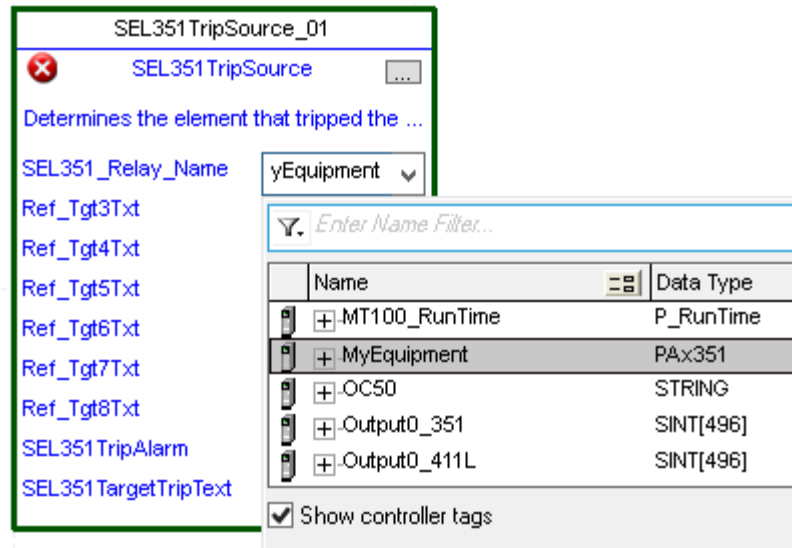 SEL351TripSource_01
SEL351TripSource ...
Determines the element that tripped the ...
SEL351_Relay_Name yEquipment
Ref_Tgt3Txt
Ref_Tgt4Txt
Ref_Tgt5Txt
Ref_Tgt6Txt
Ref_Tgt7Txt
Ref_Tgt8Txt
SEL351TripAlarm
SEL351TargetTripText
Enter Name Filter...
Name Data Type
MT100_RunTime P_RunTime
MyEquipment PAx351
OC50 STRING
Output0_351 SINT[496]
Output0_411L SINT[496]
Show controller tags